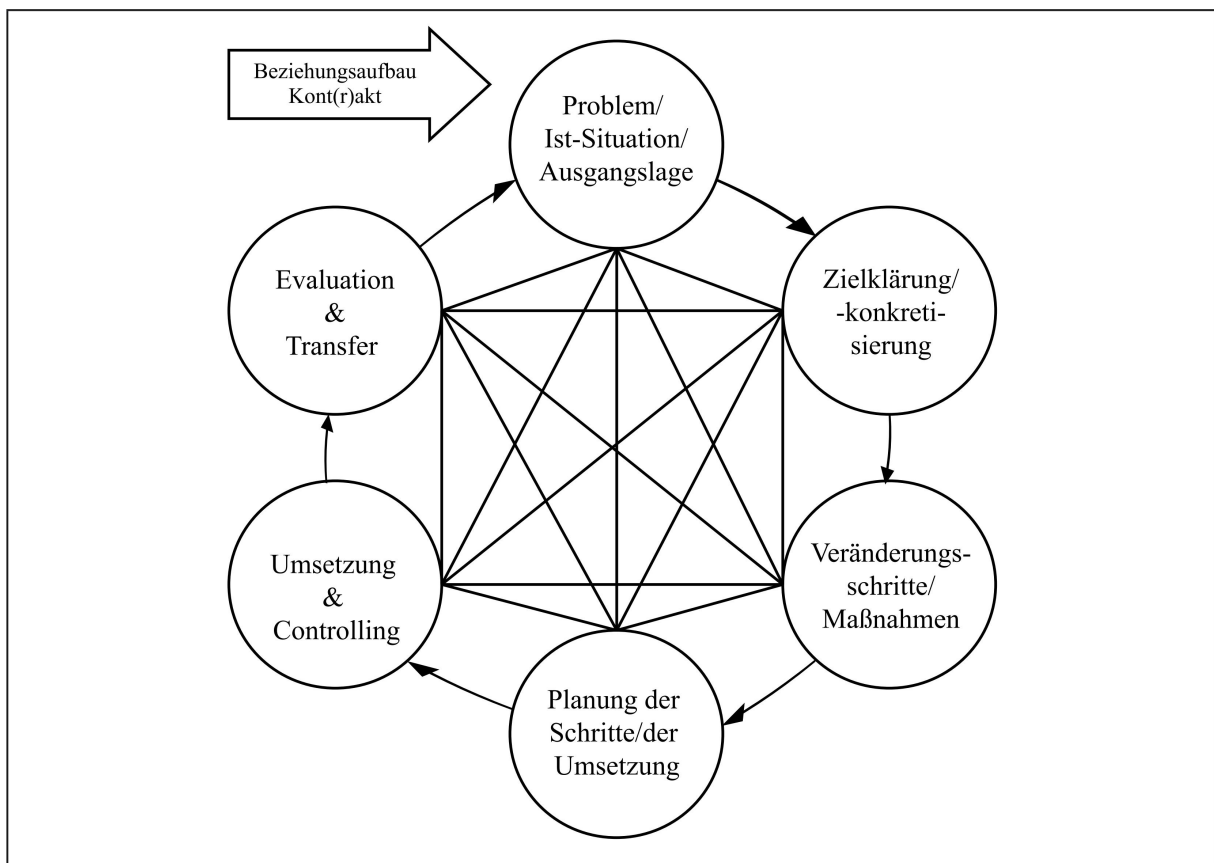 Beziehungsaufbau
Kont(r)akt
Problem/
Ist-Situation/
Ausgangslage
Zielklärung/
-konkreti-
sierung
Veränderungs-
schritte/
Maßnahmen
Planung der
Schritte/der
Umsetzung
Umsetzung
&
Controlling
Evaluation
&
Transfer